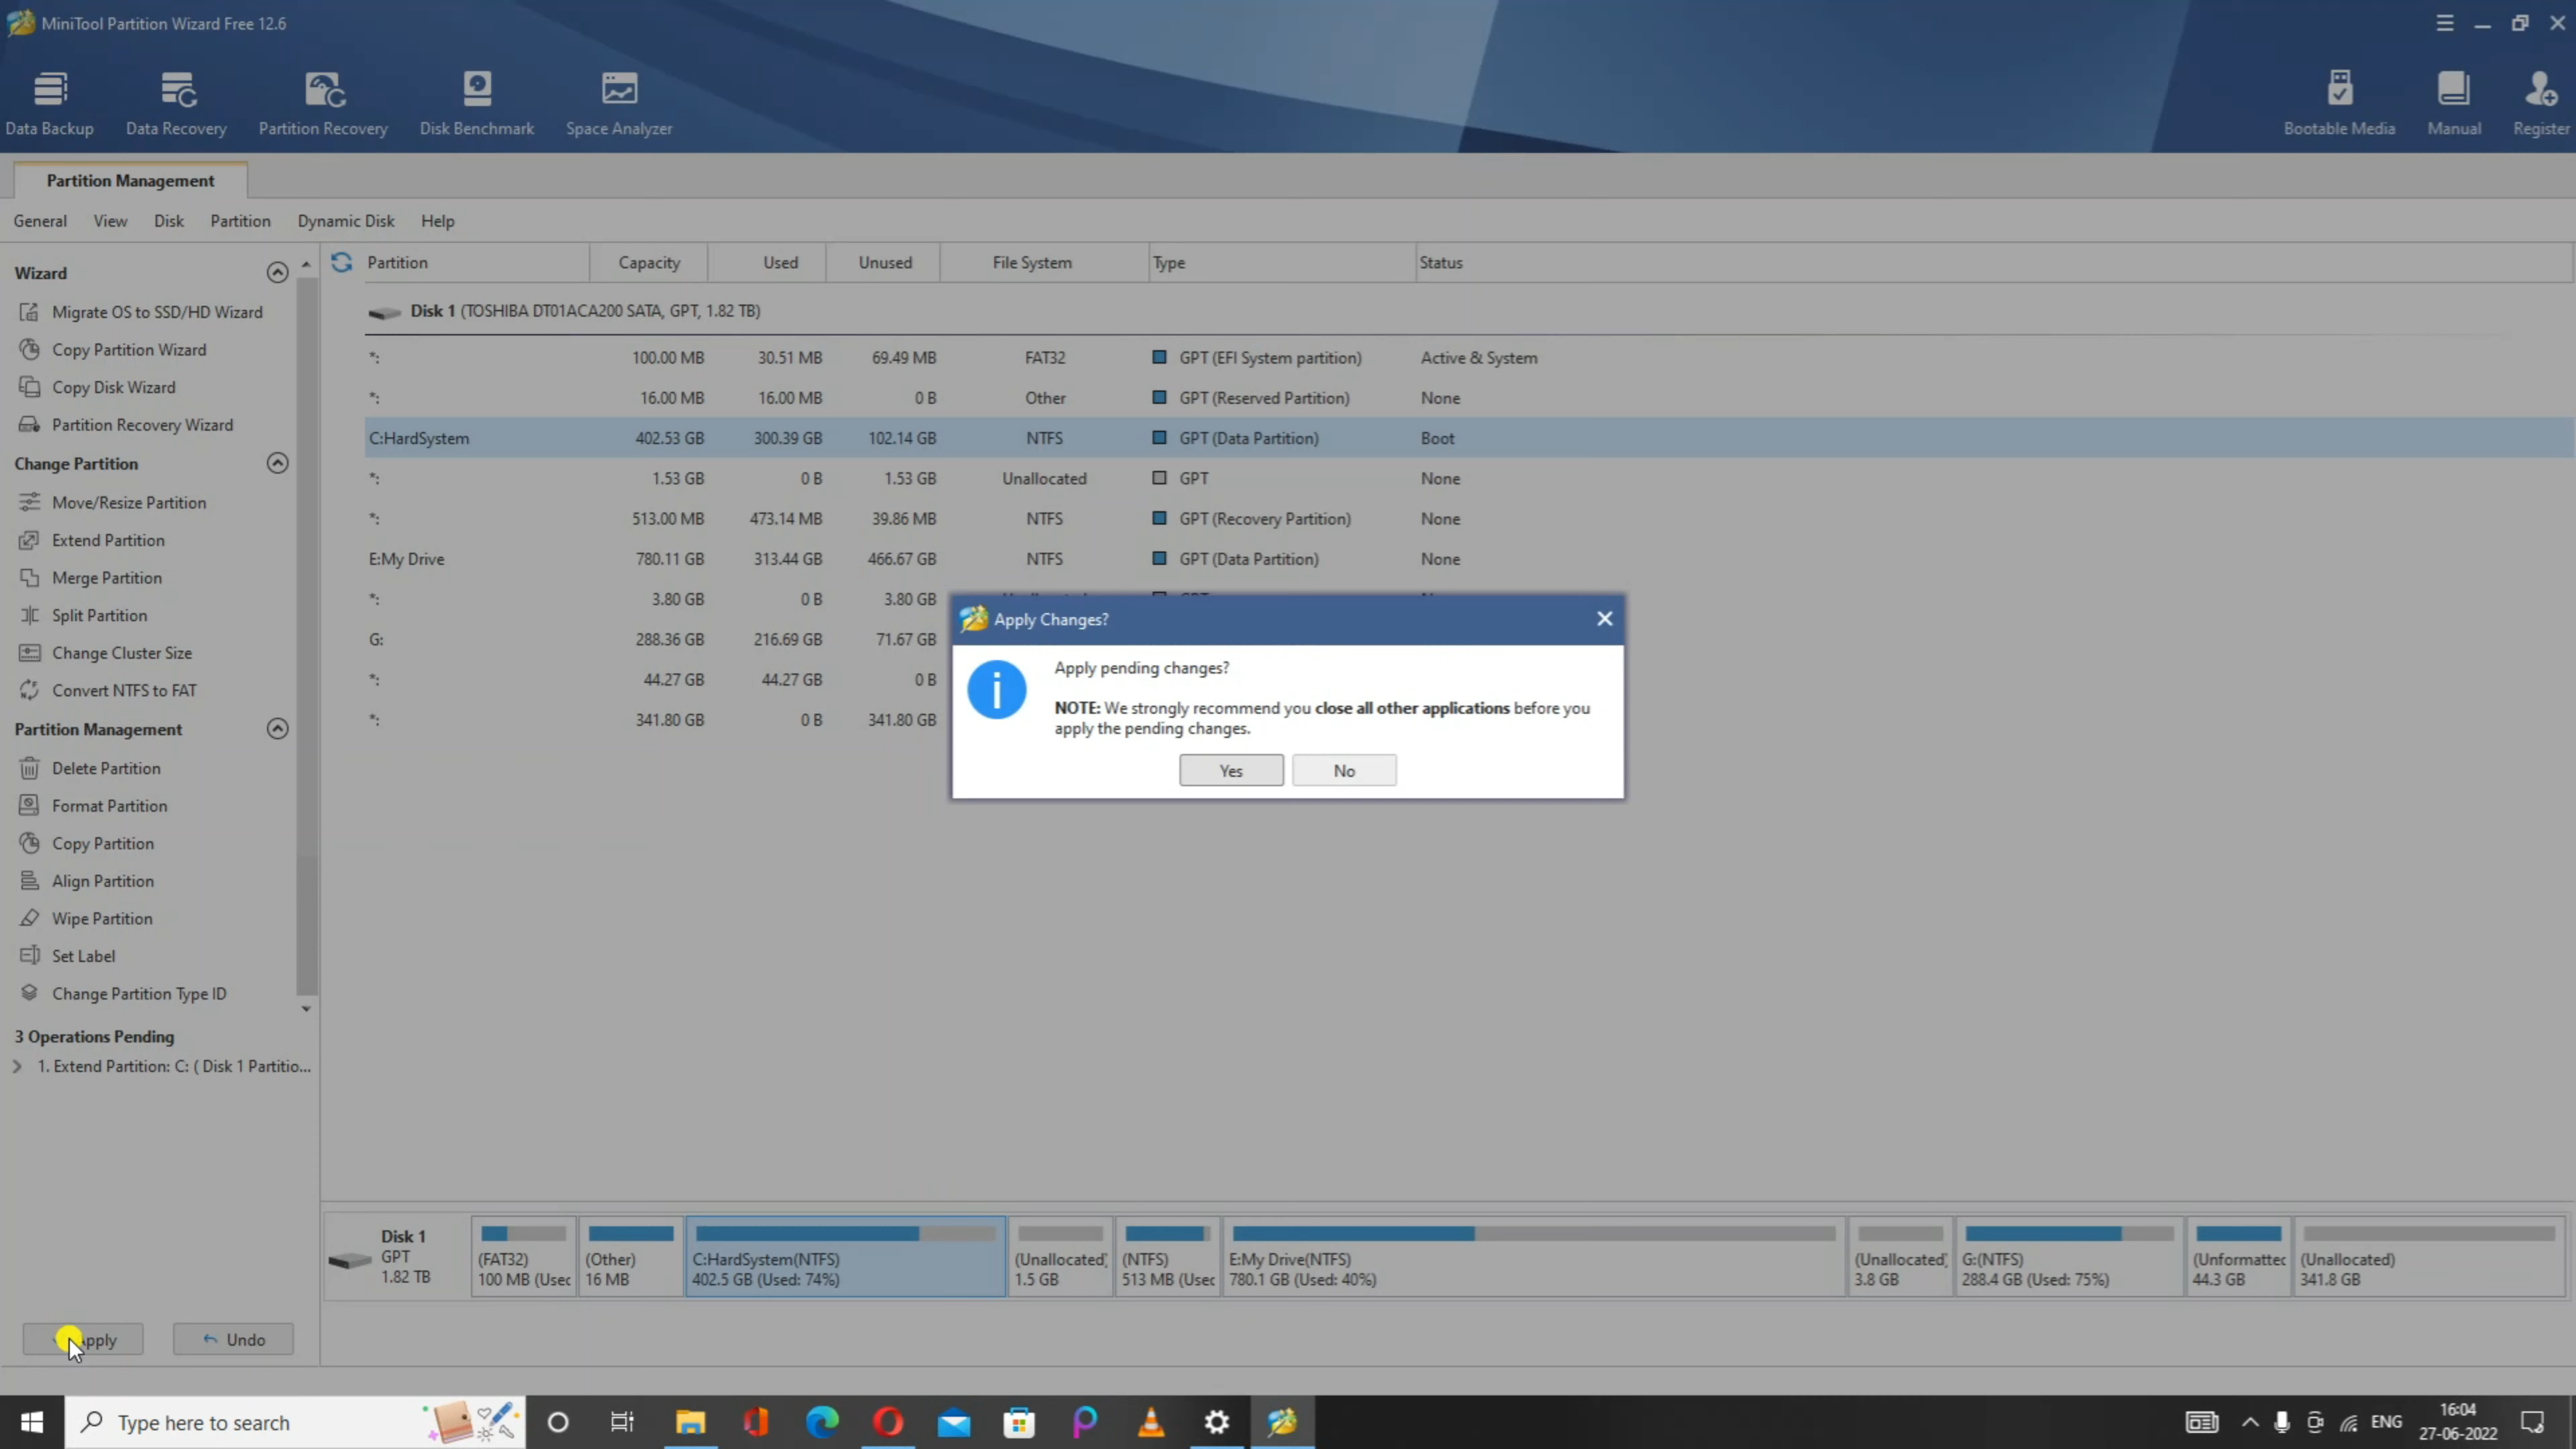 MiniTool Partition Wizard Free 12.6
Data Backup Data Recovery Partition Recovery Disk Benchmark Space Analyzer Bootable Media Manual Register
Partition Management
General View Disk Partition Dynamic Disk Help
Wizard
Migrate OS to SSD/HD Wizard
Copy Partition Wizard
Copy Disk Wizard
Partition Recovery Wizard
Change Partition
Move/Resize Partition
Extend Partition
Merge Partition
Split Partition
Change Cluster Size
Convert NTFS to FAT
Partition Management
Delete Partition
Format Partition
Copy Partition
Align Partition
Wipe Partition
Set Label
Change Partition Type ID
3 Operations Pending
1. Extend Partition: C: ( Disk 1 Partitio...
Undo
Partition Capacity Used Unused File System Type Status
Disk 1 (TOSHIBA DT01ACA200 SATA, GPT, 1.82 TB)
*: 100.00 MB 30.51 MB 69.49 MB FAT32 GPT (EFI System partition) Active & System
*: 16.00 MB 16.00 MB 0 B Other GPT (Reserved Partition) None
C:HardSystem 402.53 GB 300.39 GB 102.14 GB NTFS GPT (Data Partition) Boot
*: 1.53 GB 0 B 1.53 GB Unallocated GPT None
*: 513.00 MB 473.14 MB 39.86 MB NTFS GPT (Recovery Partition) None
E:My Drive 780.11 GB 313.44 GB 466.67 GB NTFS GPT (Data Partition) None
*: 3.80 GB 0 B 3.80 GB
G: 288.36 GB 216.69 GB 71.67 GB
*: 44.27 GB 44.27 GB 0 B
*: 341.80 GB 0 B 341.80 GB
Apply Changes?
Apply pending changes?
NOTE: We strongly recommend you close all other applications before you
apply the pending changes.
Yes No
Disk 1
GPT
1.82 TB
(FAT32)
100 MB (Usec
(Other)
16 MB
C:HardSystem(NTFS)
402.5 GB (Used: 74%)
(Unallocated)
1.5 GB
(NTFS)
513 MB (Usec
E:My Drive(NTFS)
780.1 GB (Used: 40%)
(Unallocated)
3.8 GB
G:(NTFS)
288.4 GB (Used: 75%)
(Unformattec
44.3 GB
(Unallocated)
341.8 GB
Type here to search
ENG
16:04
27-06-2022